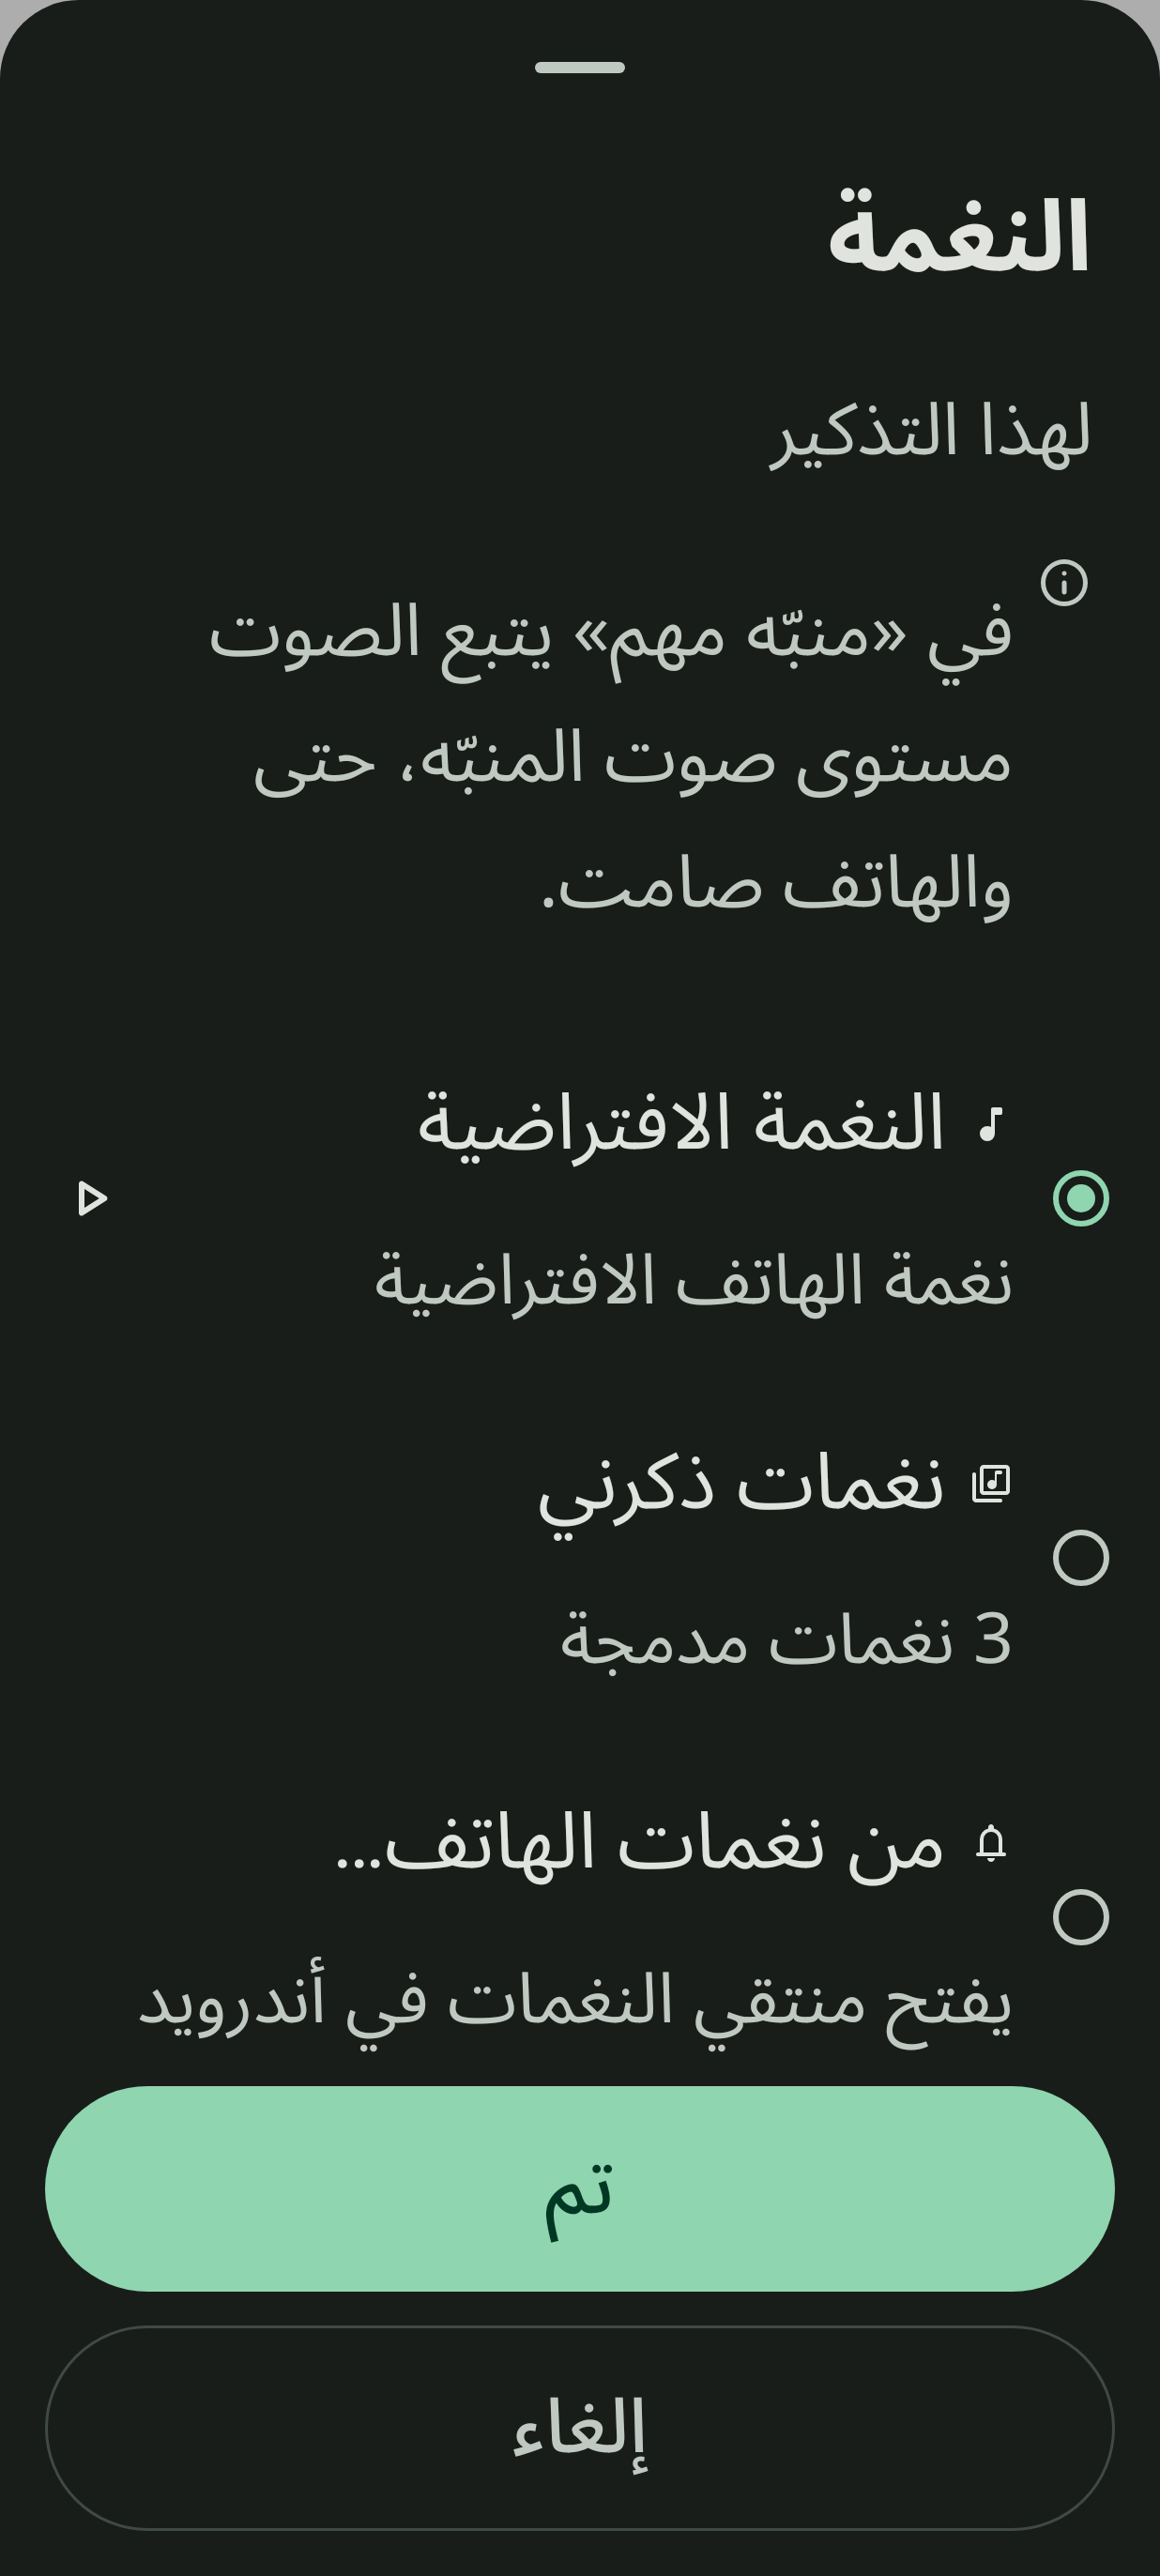 النغمة
لهذا التذكير
في «منبّه مهم» يتبع الصوت
مستوى صوت المنبّه، حتى
والهاتف صامت.
النغمة الافتراضية
نغمة الهاتف الافتراضية
نغمات ذكرني
3 نغمات مدمجة
من نغمات الهاتف...
يفتح منتقي النغمات في أندرويد
تم
إلغاء